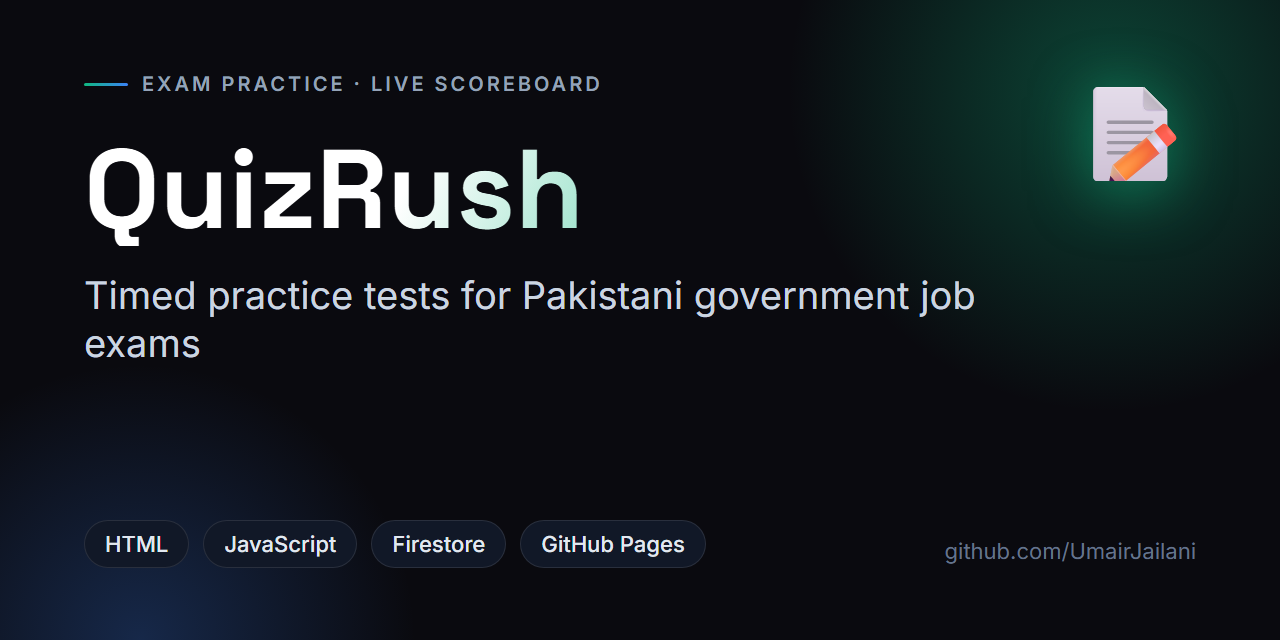 EXAM PRACTICE · LIVE SCOREBOARD
QuizRush
Timed practice tests for Pakistani government job
exams
HTML JavaScript Firestore GitHub Pages
github.com/UmairJailani